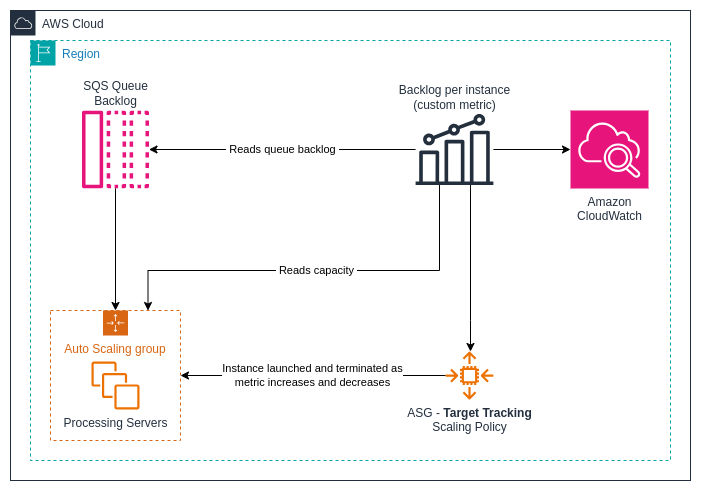 AWS Cloud
Region
SQS Queue
Backlog
Backlog per instance
(custom metric)
Reads queue backlog
Amazon
CloudWatch
Reads capacity
Auto Scaling group
Processing Servers
Instance launched and terminated as
metric increases and decreases
ASG - Target Tracking
Scaling Policy